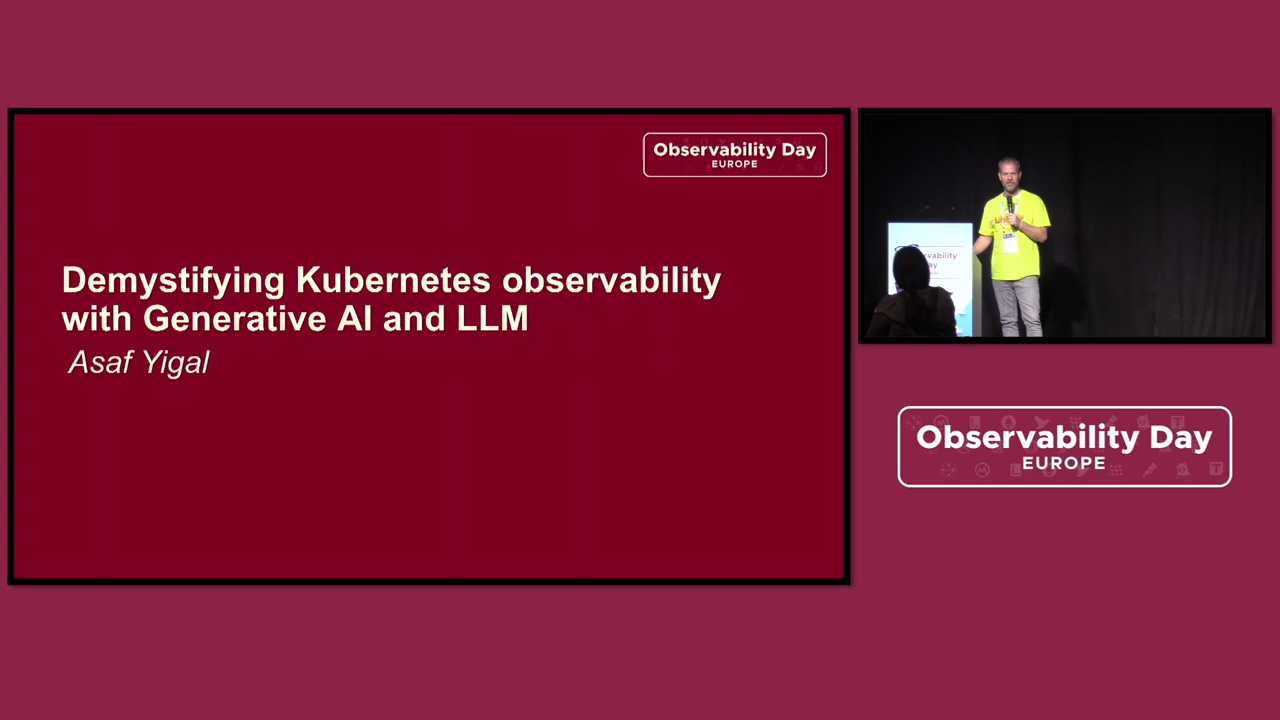 Observability Day
EUROPE
Demystifying Kubernetes observability
with Generative AI and LLM
Asaf Yigal
Observability Day
EUROPE